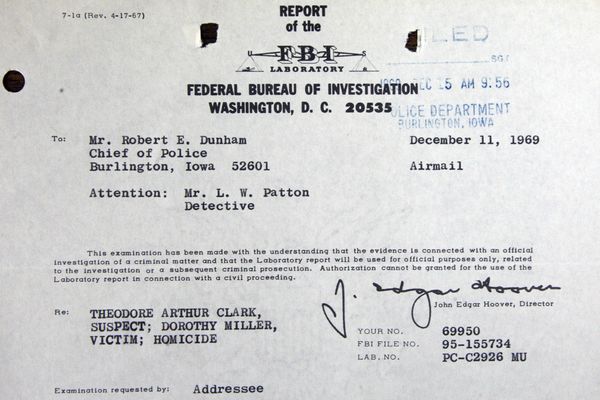 7-1a (Rev. 4-17-67)
REPORT
of the
U S
FBI
LABORATORY
FEDERAL BUREAU OF INVESTIGATION
WASHINGTON, D. C. 20535
FILED
SGT
1969 DEC 15 AM 9:56
POLICE DEPARTMENT
BURLINGTON, IOWA
To: Mr. Robert E. Dunham
Chief of Police
Burlington, Iowa 52601
December 11, 1969
Airmail
Attention: Mr. L. W. Patton
Detective
This examination has been made with the understanding that the evidence is connected with an official
investigation of a criminal matter and that the Laboratory report will be used for official purposes only, related
to the investigation or a subsequent criminal prosecution. Authorization cannot be granted for the use of the
Laboratory report in connection with a civil proceeding.
J. Edgar Hoover
John Edgar Hoover, Director
Re: THEODORE ARTHUR CLARK,
SUSPECT; DOROTHY MILLER,
VICTIM; HOMICIDE
YOUR NO. 69950
FBI FILE NO. 95-155734
LAB. NO. PC-C2926 MU
Examination requested by: Addressee